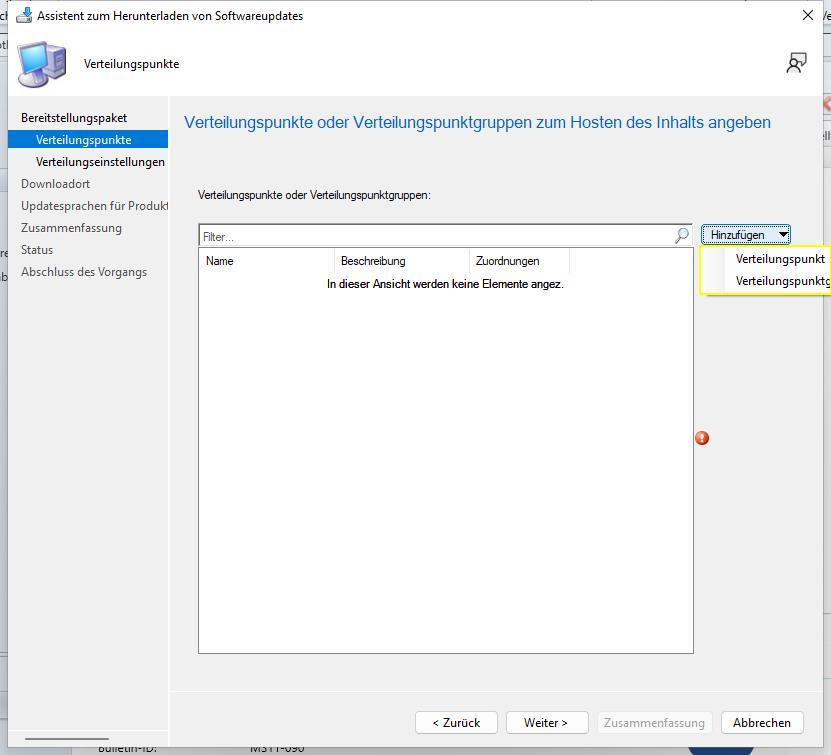 Assistent zum Herunterladen von Softwareupdates
Verteilungspunkte
Bereitstellungspaket
Verteilungspunkte
Verteilungseinstellungen
Downloadort
Updatesprachen für Produkt
Zusammenfassung
Status
Abschluss des Vorgangs
Verteilungspunkte oder Verteilungspunktgruppen zum Hosten des Inhalts angeben
Verteilungspunkte oder Verteilungspunktgruppen:
Filter...
Hinzufügen
Verteilungspunkt
Verteilungspunktg
Name Beschreibung Zuordnungen
In dieser Ansicht werden keine Elemente angez.
< Zurück Weiter > Zusammenfassung Abbrechen
Bulletin-ID: MS11-090